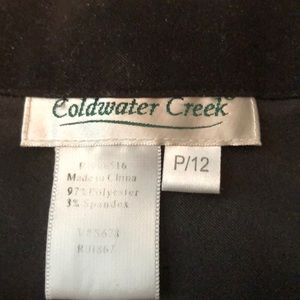 Coldwater Creek®
P/12
Made in China
97% Polyester
3% Spandex